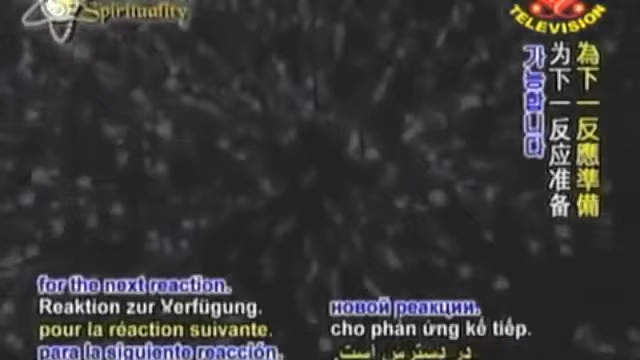 Spirituality
TELEVISION
為下一反應準備
为下一反应准备
가능합니다
for the next reaction.
Reaktion zur Verfügung.
pour la réaction suivante.
para la siguiente reacción.
новой реакции.
cho phản ứng kế tiếp.
در دسترس است.